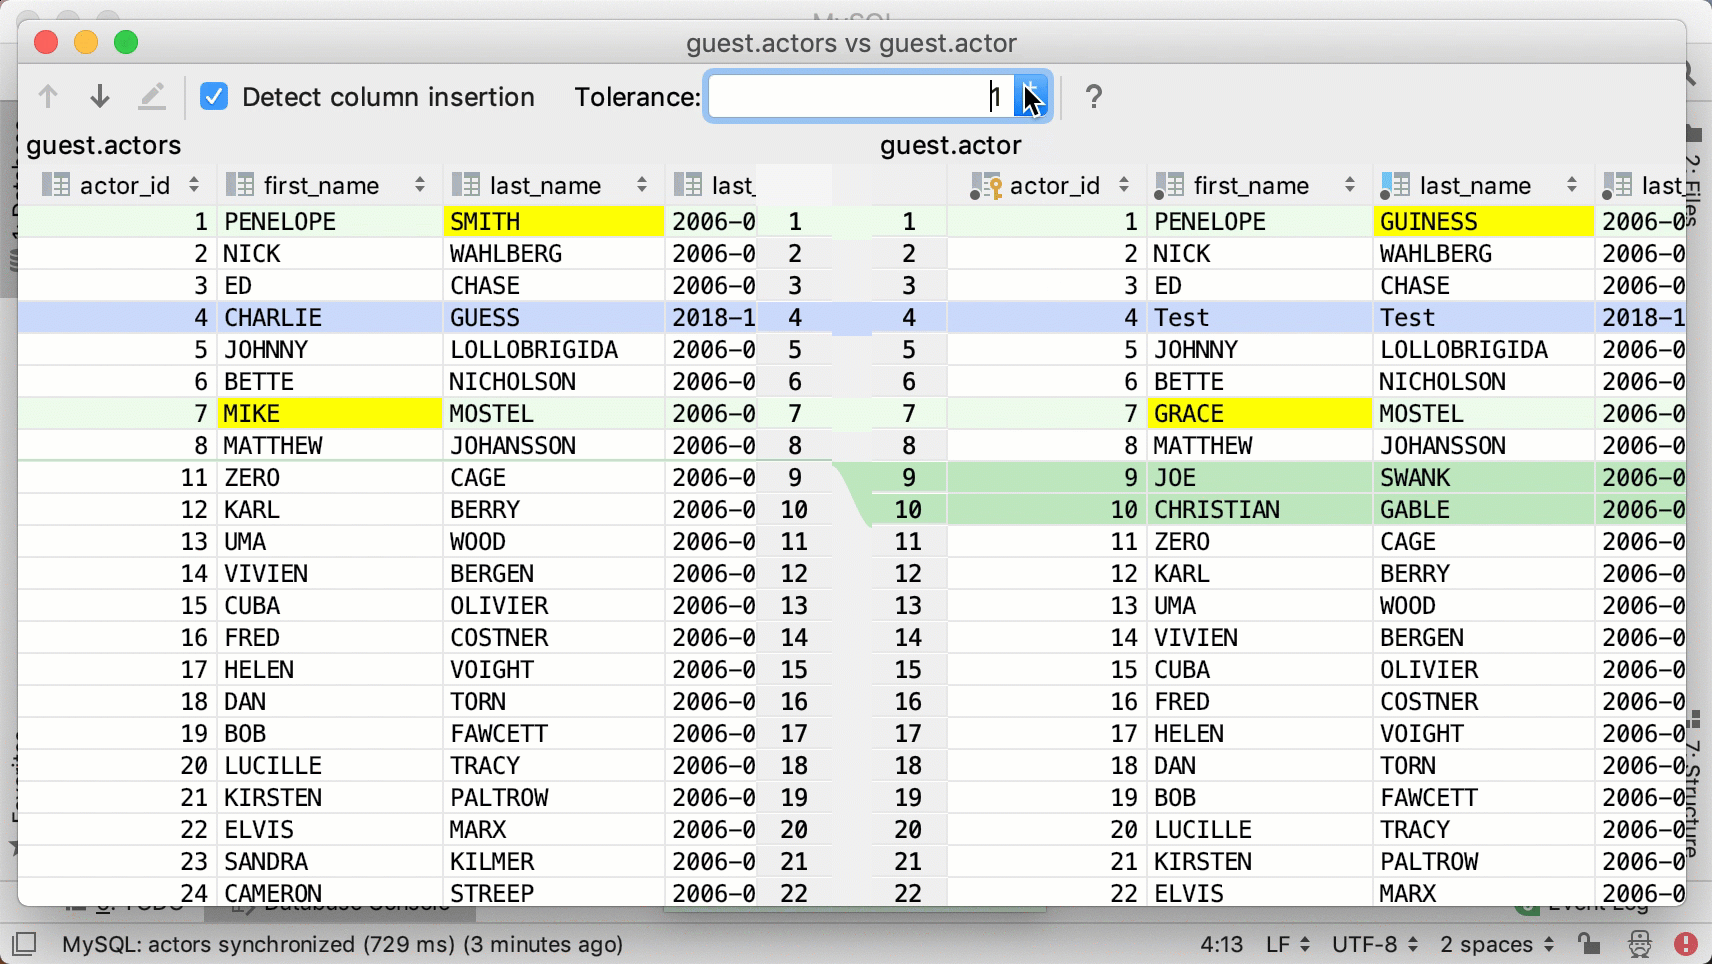 MySQL
guest.actors vs guest.actor
Detect column insertion Tolerance: 1 ?
guest.actors guest.actor
actor_id first_name last_name last_ actor_id first_name last_name last_
1 PENELOPE SMITH 2006-0 1 1 1 PENELOPE GUINESS 2006-0
2 NICK WAHLBERG 2006-0 2 2 2 NICK WAHLBERG 2006-0
3 ED CHASE 2006-0 3 3 3 ED CHASE 2006-0
4 CHARLIE GUESS 2018-1 4 4 4 Test Test 2018-1
5 JOHNNY LOLLOBRIGIDA 2006-0 5 5 5 JOHNNY LOLLOBRIGIDA 2006-0
6 BETTE NICHOLSON 2006-0 6 6 6 BETTE NICHOLSON 2006-0
7 MIKE MOSTEL 2006-0 7 7 7 GRACE MOSTEL 2006-0
8 MATTHEW JOHANSSON 2006-0 8 8 8 MATTHEW JOHANSSON 2006-0
11 ZERO CAGE 2006-0 9 9 9 JOE SWANK 2006-0
12 KARL BERRY 2006-0 10 10 10 CHRISTIAN GABLE 2006-0
13 UMA WOOD 2006-0 11 11 11 ZERO CAGE 2006-0
14 VIVIEN BERGEN 2006-0 12 12 12 KARL BERRY 2006-0
15 CUBA OLIVIER 2006-0 13 13 13 UMA WOOD 2006-0
16 FRED COSTNER 2006-0 14 14 14 VIVIEN BERGEN 2006-0
17 HELEN VOIGHT 2006-0 15 15 15 CUBA OLIVIER 2006-0
18 DAN TORN 2006-0 16 16 16 FRED COSTNER 2006-0
19 BOB FAWCETT 2006-0 17 17 17 HELEN VOIGHT 2006-0
20 LUCILLE TRACY 2006-0 18 18 18 DAN TORN 2006-0
21 KIRSTEN PALTROW 2006-0 19 19 19 BOB FAWCETT 2006-0
22 ELVIS MARX 2006-0 20 20 20 LUCILLE TRACY 2006-0
23 SANDRA KILMER 2006-0 21 21 21 KIRSTEN PALTROW 2006-0
24 CAMERON STREEP 2006-0 22 22 22 ELVIS MARX 2006-0
2: Files
7: Structure
6: TODO Database Console Event Log
MySQL: actors synchronized (729 ms) (3 minutes ago) 4:13 LF UTF-8 2 spaces